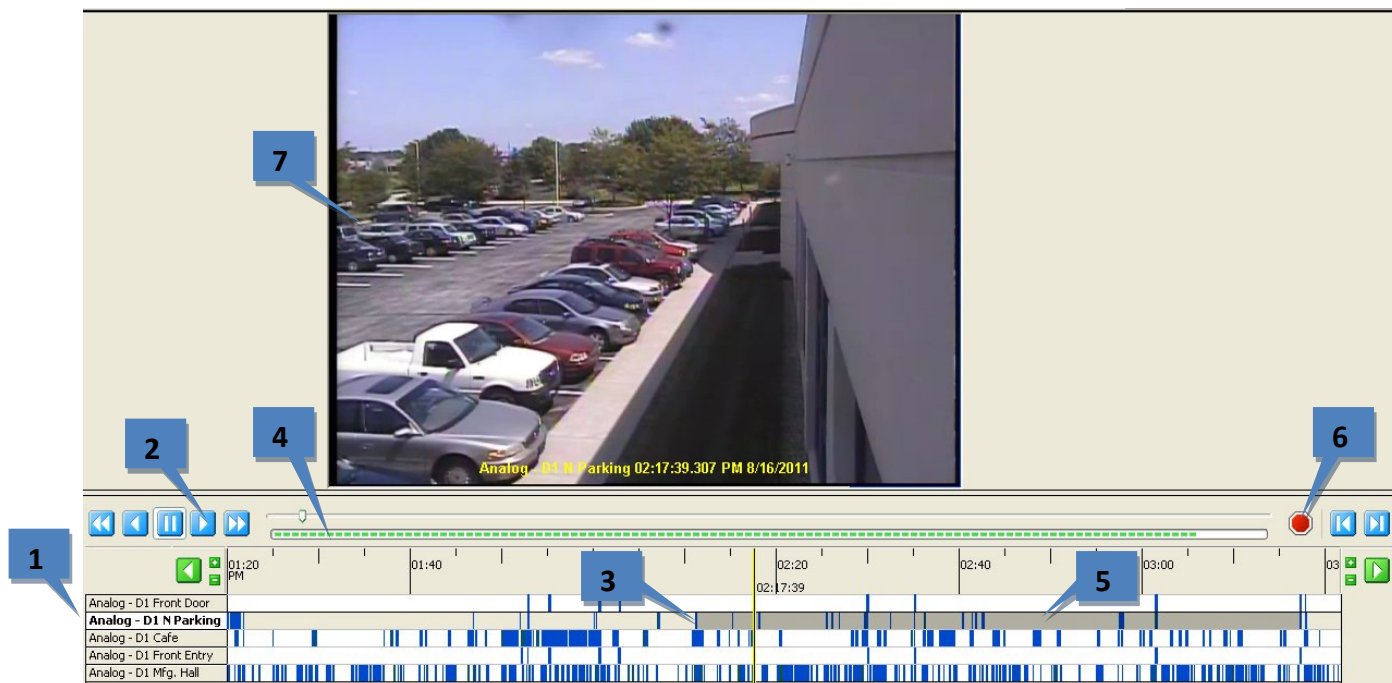 7
Analog - D1 N Parking 02:17:39.307 PM 8/16/2011
2
4
6
1
01:20 PM
01:40
02:20
02:40
03:00
03
02:17:39
3
5
Analog - D1 Front Door
Analog - D1 N Parking
Analog - D1 Cafe
Analog - D1 Front Entry
Analog - D1 Mfg. Hall